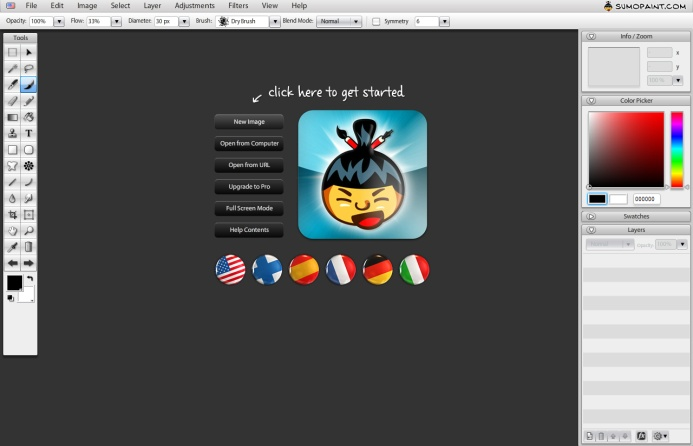 File Edit Image Select Layer Adjustments Filters View Help SUMOPAINT.COM
Opacity: 100% Flow: 33% Diameter: 30 px Brush: Dry Brush Blend Mode: Normal Symmetry 6
Tools
T
click here to get started
New Image
Open from Computer
Open from URL
Upgrade to Pro
Full Screen Mode
Help Contents
Info / Zoom
x
y
100%
Color Picker
000000
Swatches
Layers
Normal Opacity: 100%